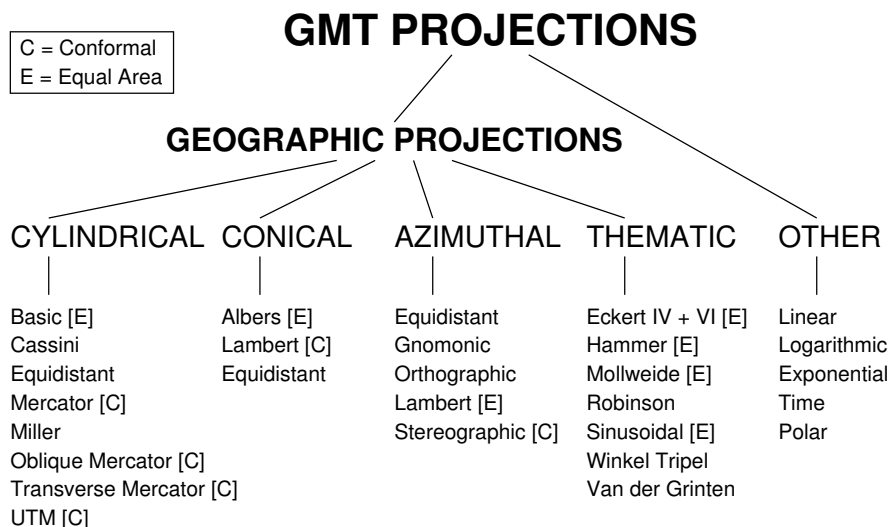 GMT PROJECTIONS
C = Conformal
E = Equal Area
GEOGRAPHIC PROJECTIONS
CYLINDRICAL
Basic [E]
Cassini
Equidistant
Mercator [C]
Miller
Oblique Mercator [C]
Transverse Mercator [C]
UTM [C]
CONICAL
Albers [E]
Lambert [C]
Equidistant
AZIMUTHAL
Equidistant
Gnomonic
Orthographic
Lambert [E]
Stereographic [C]
THEMATIC
Eckert IV + VI [E]
Hammer [E]
Mollweide [E]
Robinson
Sinusoidal [E]
Winkel Tripel
Van der Grinten
OTHER
Linear
Logarithmic
Exponential
Time
Polar